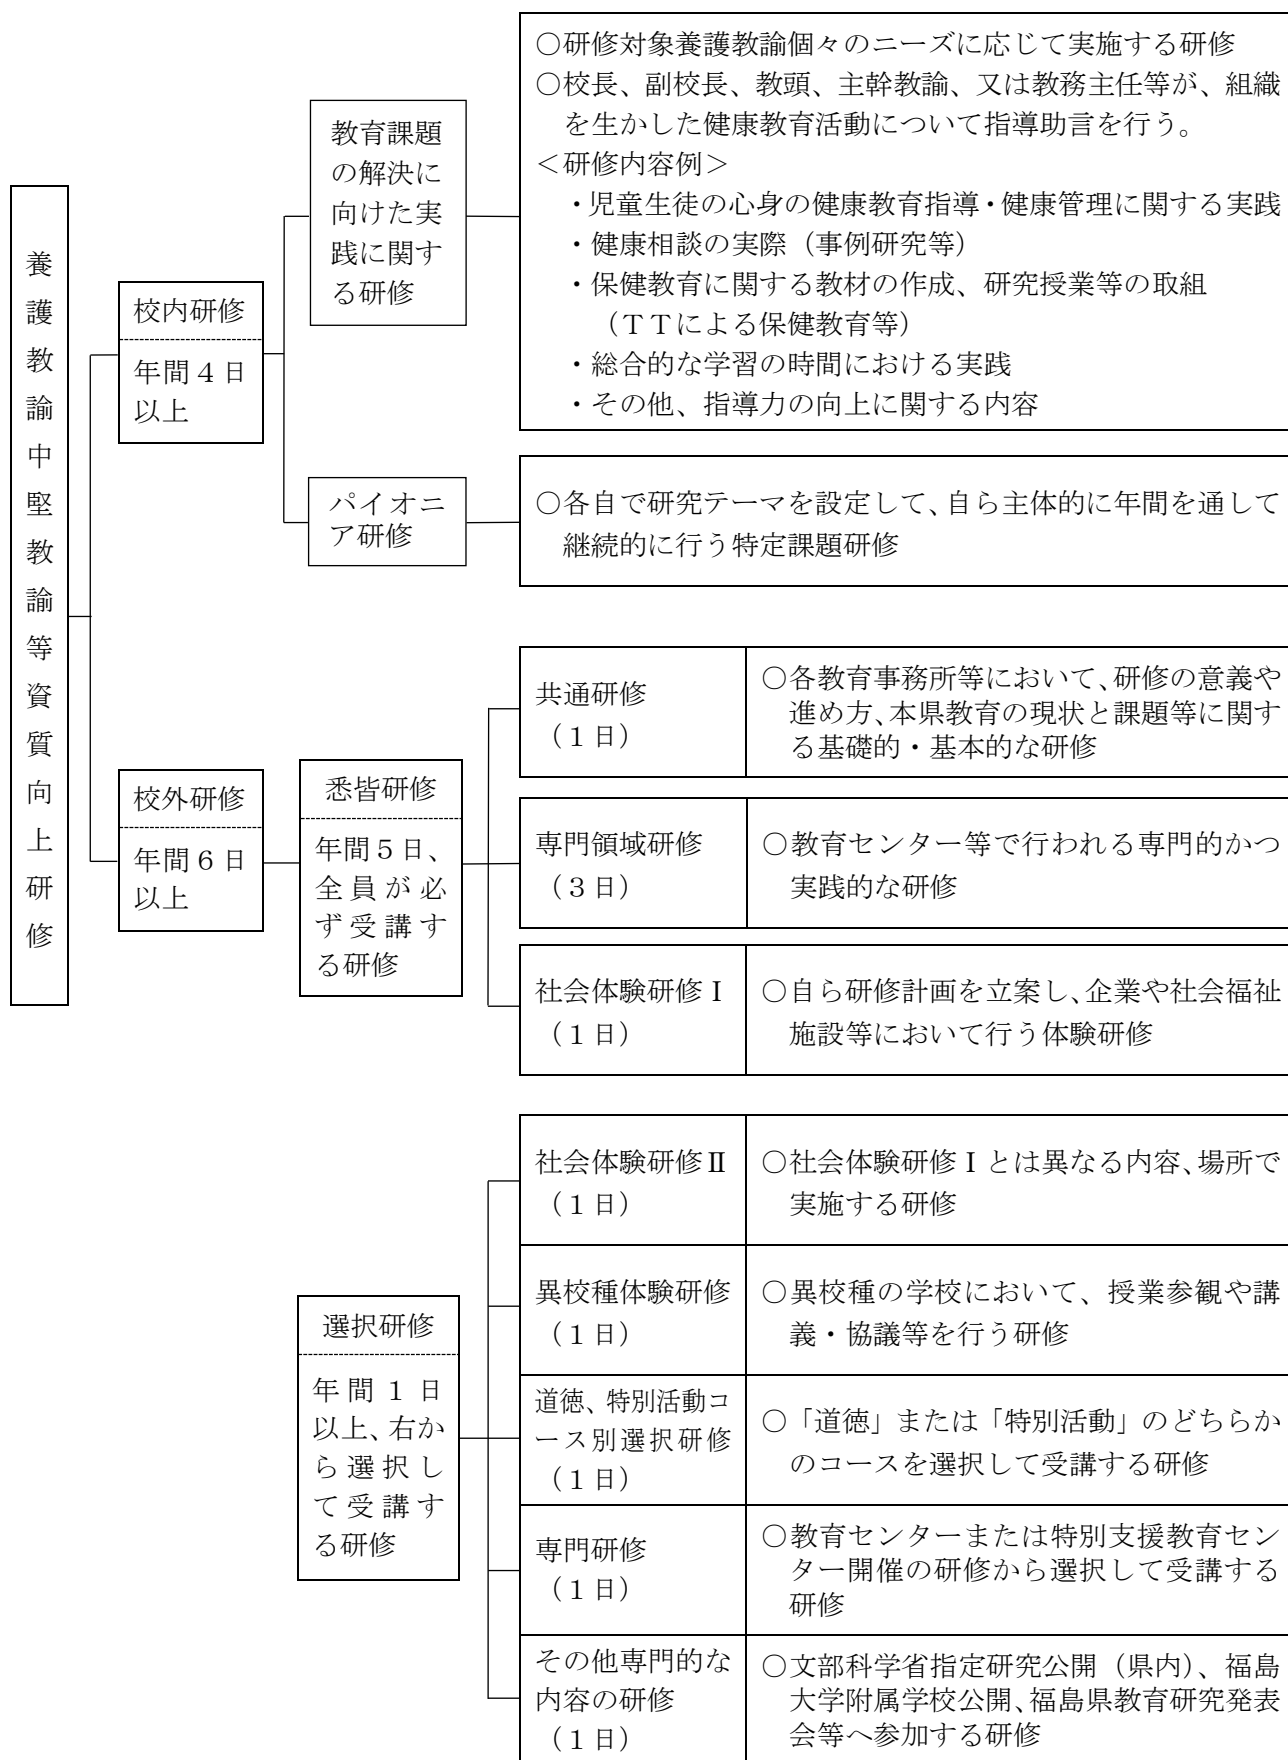 養護教諭中堅教諭等資質向上研修
校内研修
年間４日
以上
教育課題
の解決に
向けた実
践に関す
る研修
○研修対象養護教諭個々のニーズに応じて実施する研修
○校長、副校長、教頭、主幹教諭、又は教務主任等が、組織
を生かした健康教育活動について指導助言を行う。
＜研修内容例＞
・児童生徒の心身の健康教育指導・健康管理に関する実践
・健康相談の実際（事例研究等）
・保健教育に関する教材の作成、研究授業等の取組
（ＴＴによる保健教育等）
・総合的な学習の時間における実践
・その他、指導力の向上に関する内容
パイオニ
ア研修
○各自で研究テーマを設定して、自ら主体的に年間を通して
継続的に行う特定課題研修
校外研修
年間６日
以上
悉皆研修
年間５日、
全員が必
ず受講す
る研修
共通研修
（１日）
○各教育事務所等において、研修の意義や
進め方、本県教育の現状と課題等に関す
る基礎的・基本的な研修
専門領域研修
（３日）
○教育センター等で行われる専門的かつ
実践的な研修
社会体験研修Ⅰ
（１日）
○自ら研修計画を立案し、企業や社会福祉
施設等において行う体験研修
選択研修
年間１日
以上、右か
ら選択し
て受講す
る研修
社会体験研修Ⅱ
（１日）
○社会体験研修Ⅰとは異なる内容、場所で
実施する研修
異校種体験研修
（１日）
○異校種の学校において、授業参観や講
義・協議等を行う研修
道徳、特別活動コ
ース別選択研修
（１日）
○「道徳」または「特別活動」のどちらか
のコースを選択して受講する研修
専門研修
（１日）
○教育センターまたは特別支援教育セン
ター開催の研修から選択して受講する
研修
その他専門的な
内容の研修
（１日）
○文部科学省指定研究公開（県内）、福島
大学附属学校公開、福島県教育研究発表
会等へ参加する研修